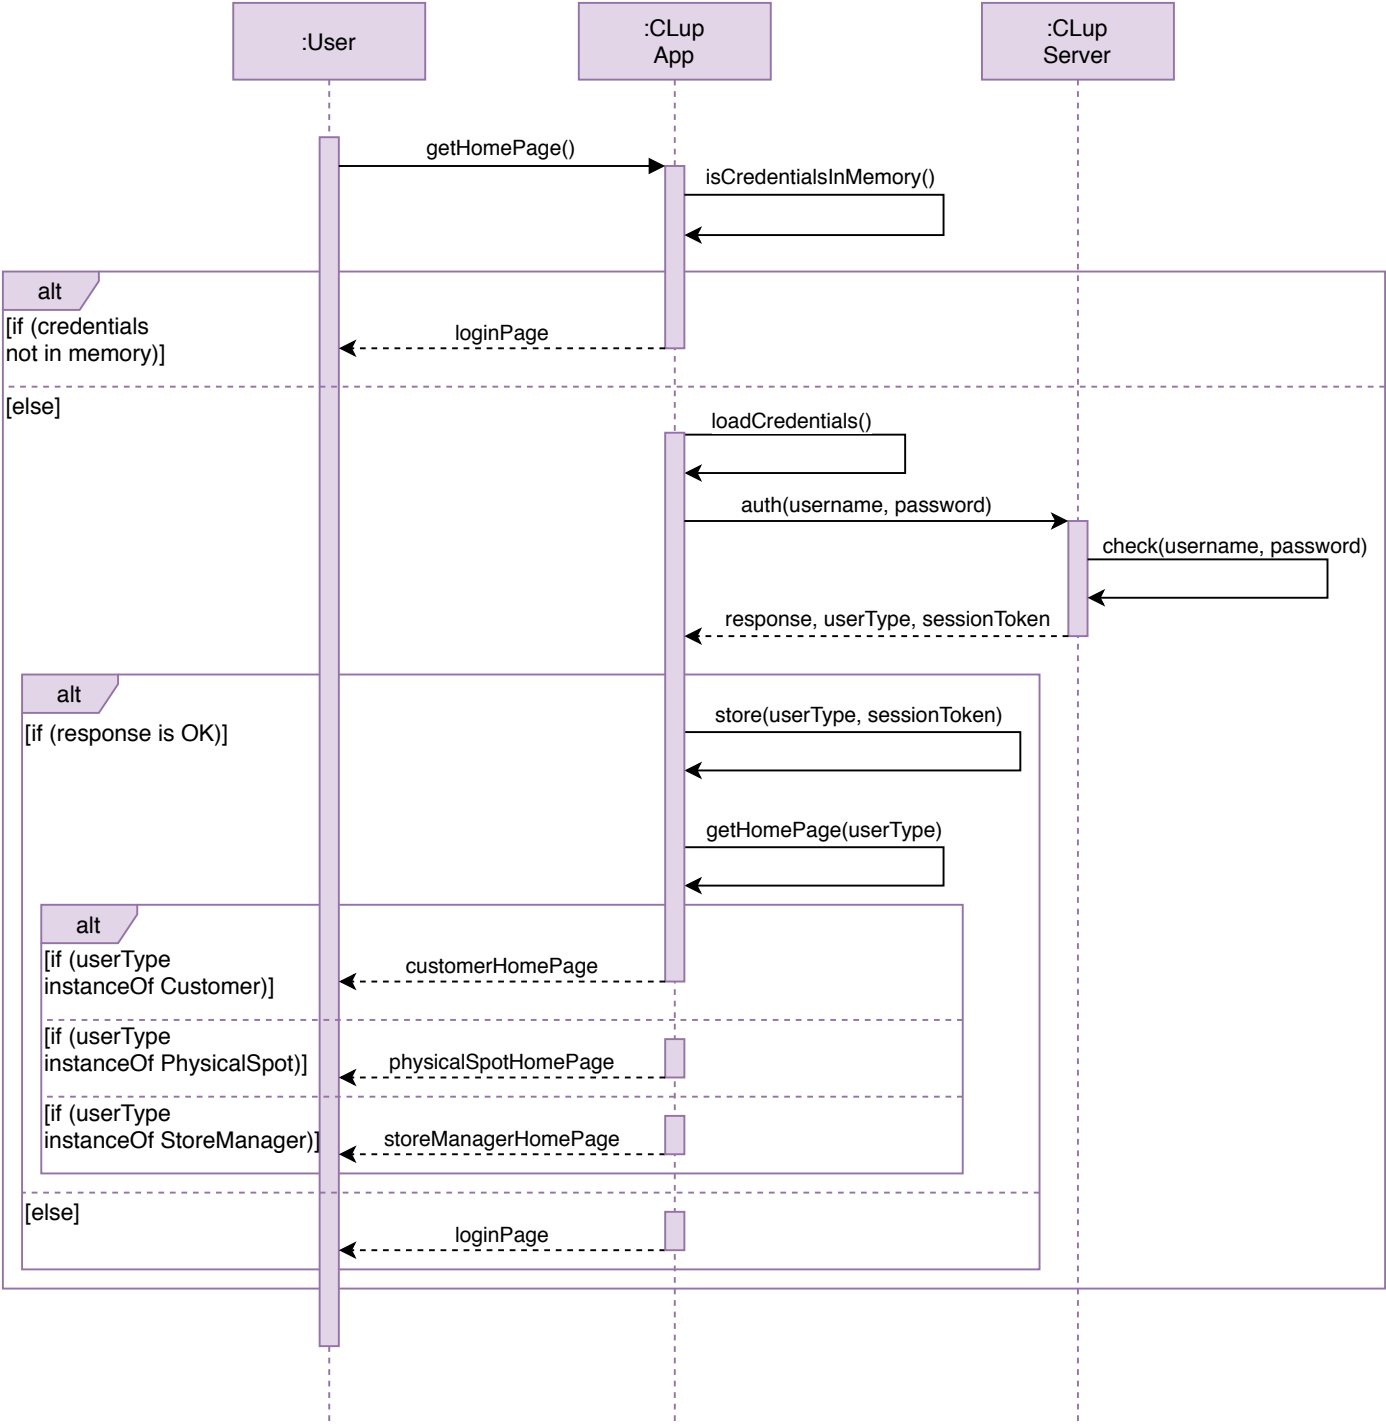 :User
:CLup
App
:CLup
Server
getHomePage()
isCredentialsInMemory()
alt
[if (credentials
not in memory)]
loginPage
[else]
loadCredentials()
auth(username, password)
check(username, password)
response, userType, sessionToken
alt
[if (response is OK)]
store(userType, sessionToken)
getHomePage(userType)
alt
[if (userType
instanceOf Customer)]
customerHomePage
[if (userType
instanceOf PhysicalSpot)]
physicalSpotHomePage
[if (userType
instanceOf StoreManager)]
storeManagerHomePage
[else]
loginPage